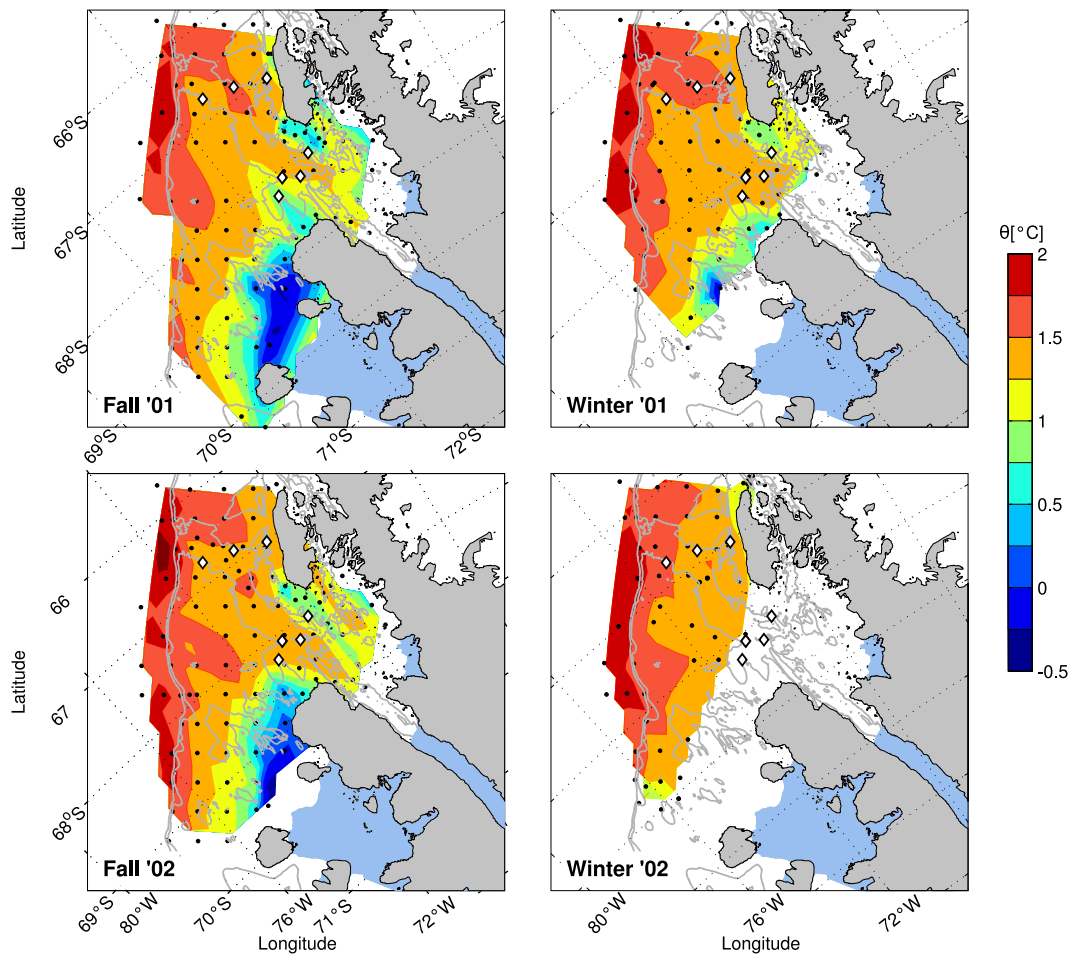 Latitude
66°S
67°S
68°S
Fall '01
69°S
70°S
71°S
72°S
Winter '01
θ[°C]
2
1.5
1
0.5
0
-0.5
Latitude
66
67
68°S
Fall '02
69°S
80°W
70°S
76°W
71°S
72°W
Longitude
Winter '02
80°W
76°W
72°W
Longitude